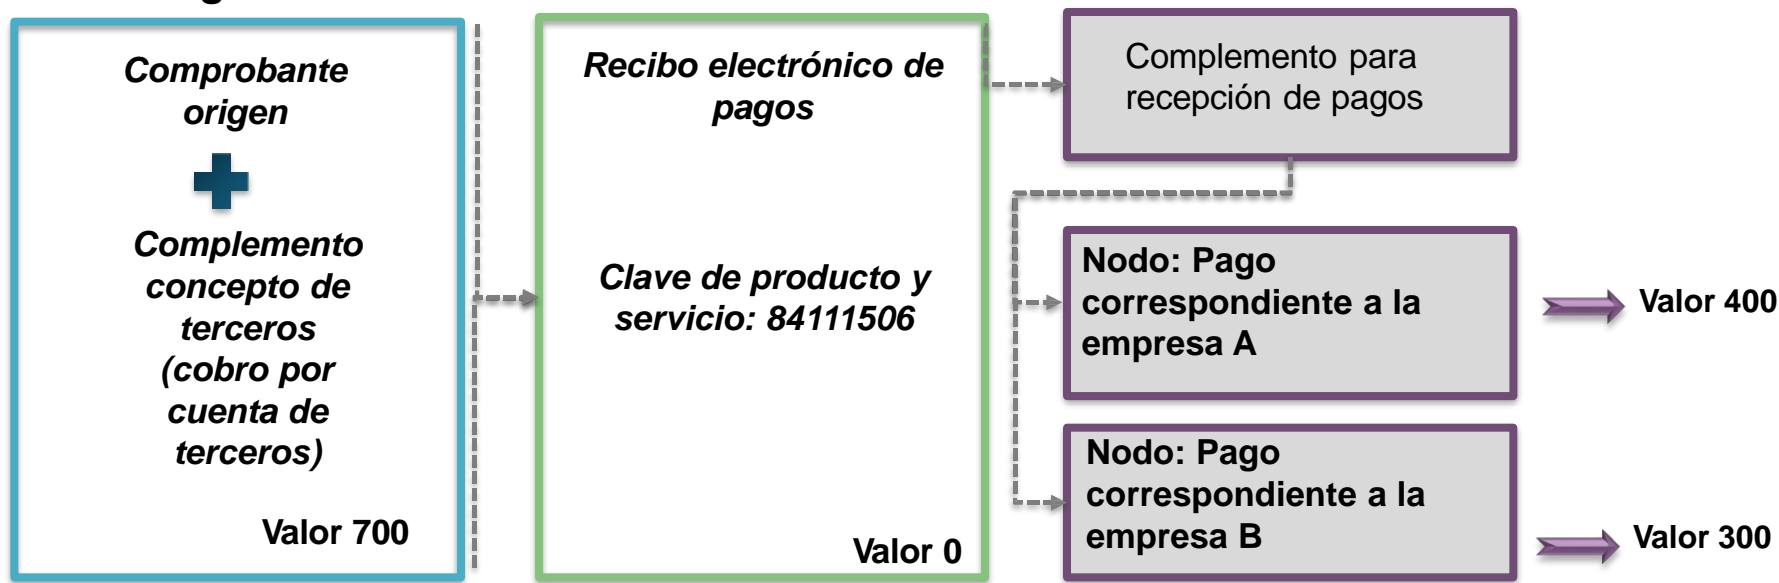 Comprobante
origen
Complemento
concepto de
terceros
(cobro por
cuenta de
terceros)
Valor 700
Recibo electrónico de
pagos
Clave de producto y
servicio: 84111506
Valor 0
Complemento para
recepción de pagos
Nodo: Pago
correspondiente a la
empresa A
Valor 400
Nodo: Pago
correspondiente a la
empresa B
Valor 300